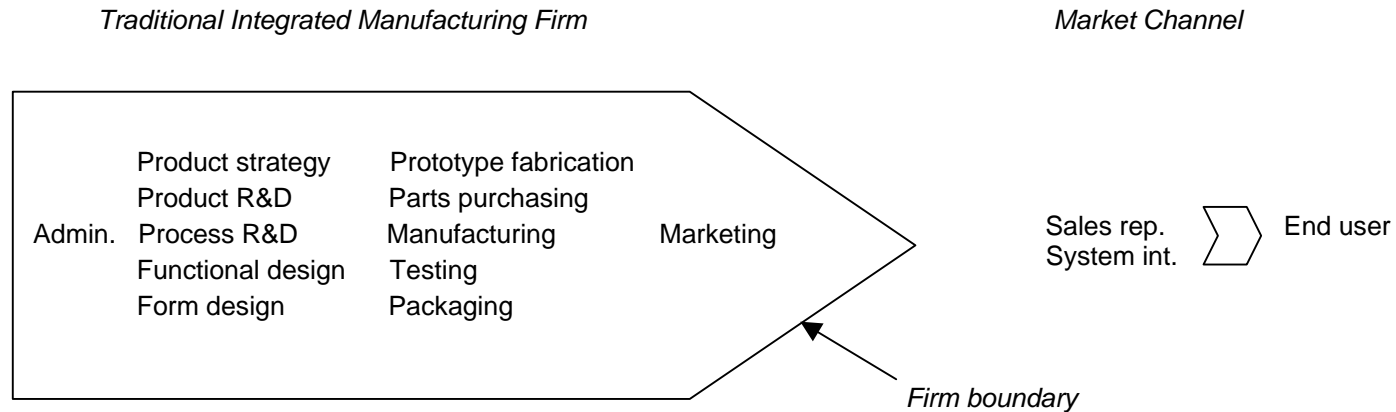 Traditional Integrated Manufacturing Firm
Market Channel
Admin.
Product strategy
Product R&D
Process R&D
Functional design
Form design
Prototype fabrication
Parts purchasing
Manufacturing
Testing
Packaging
Marketing
Sales rep.
System int.
End user
Firm boundary